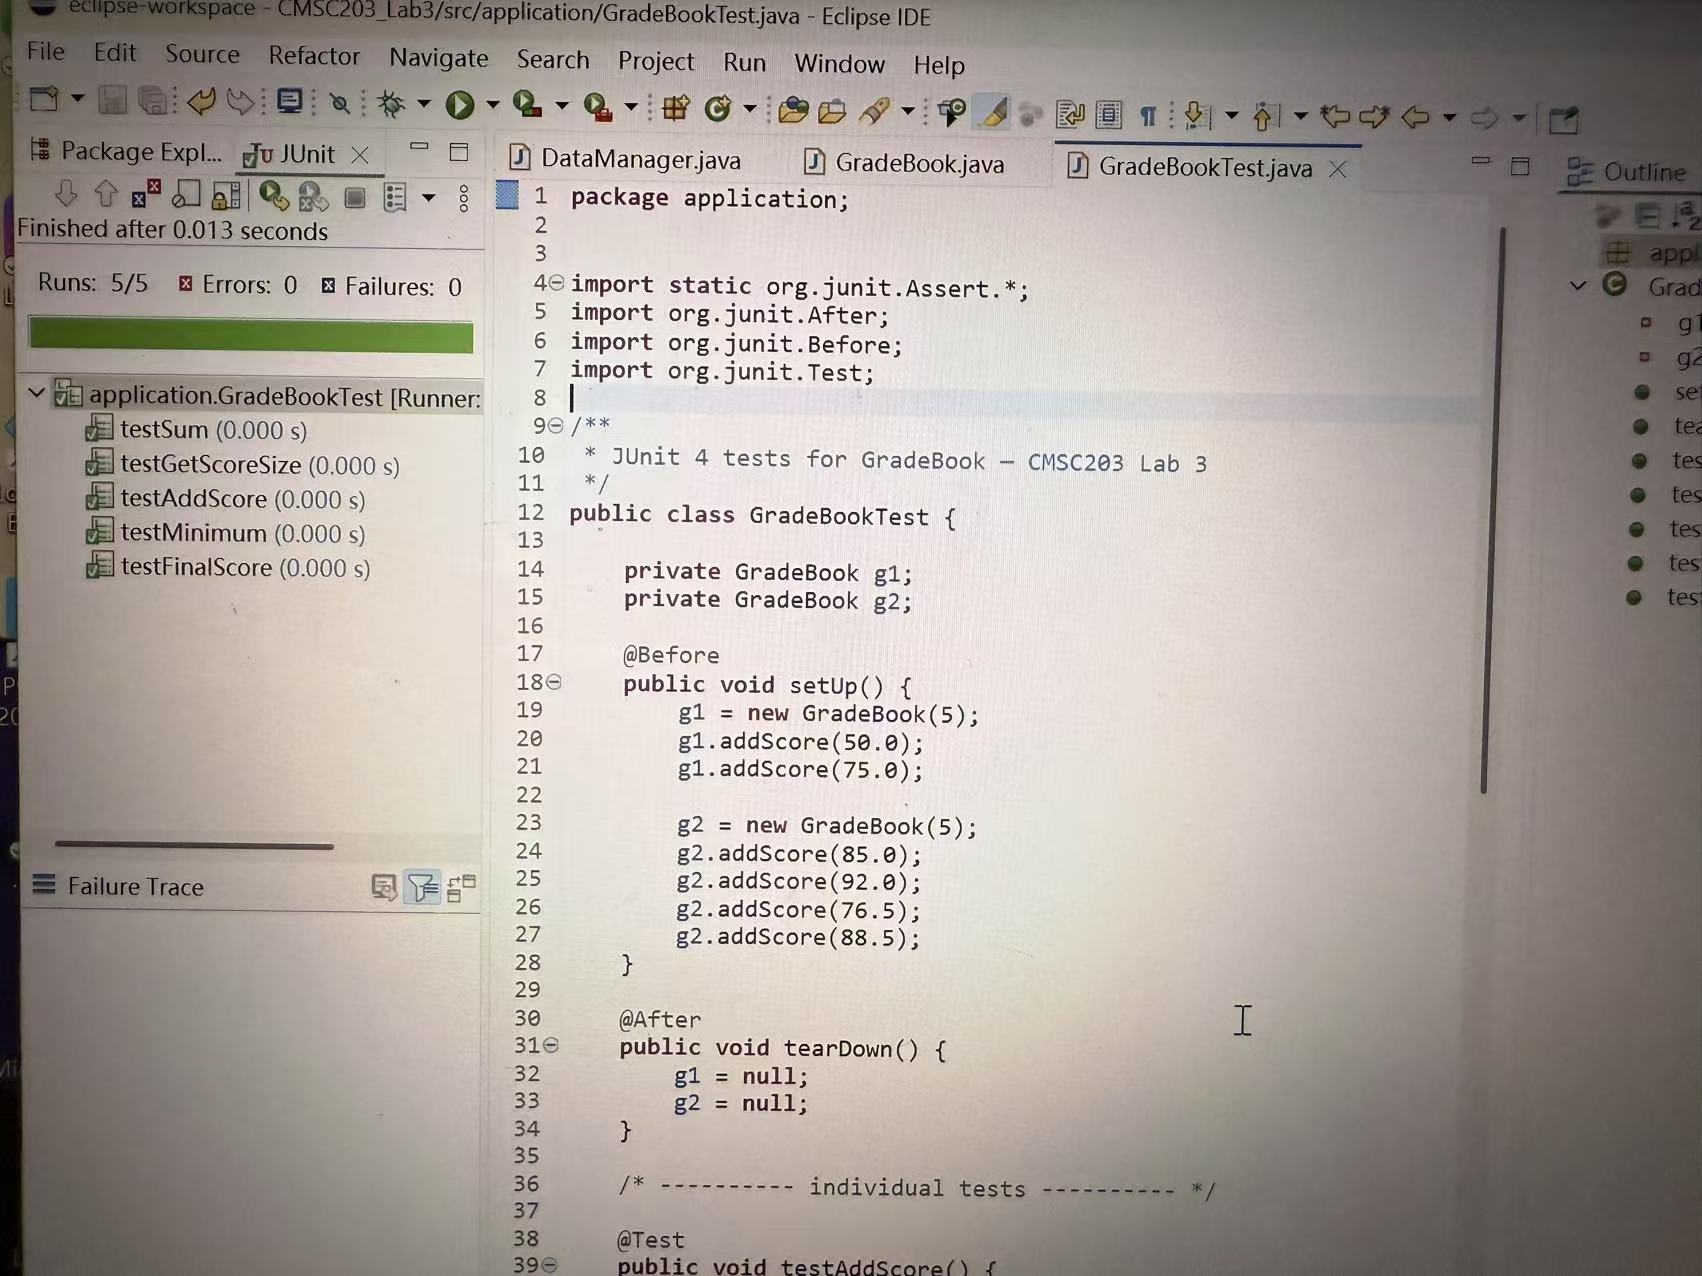 eclipse-workspace - CMSC203_Lab3/src/application/GradeBookTest.java - Eclipse IDE
File Edit Source Refactor Navigate Search Project Run Window Help
Package Expl... JUnit
Finished after 0.013 seconds
Runs: 5/5 Errors: 0 Failures: 0
application.GradeBookTest [Runner:
testSum (0.000 s)
testGetScoreSize (0.000 s)
testAddScore (0.000 s)
testMinimum (0.000 s)
testFinalScore (0.000 s)
Failure Trace
DataManager.java GradeBook.java GradeBookTest.java
1 package application;
2
3
4 import static org.junit.Assert.*;
5 import org.junit.After;
6 import org.junit.Before;
7 import org.junit.Test;
8
9 /**
10 * JUnit 4 tests for GradeBook – CMSC203 Lab 3
11 */
12 public class GradeBookTest {
13
14 private GradeBook g1;
15 private GradeBook g2;
16
17 @Before
18 public void setUp() {
19 g1 = new GradeBook(5);
20 g1.addScore(50.0);
21 g1.addScore(75.0);
22
23 g2 = new GradeBook(5);
24 g2.addScore(85.0);
25 g2.addScore(92.0);
26 g2.addScore(76.5);
27 g2.addScore(88.5);
28 }
29
30 @After
31 public void tearDown() {
32 g1 = null;
33 g2 = null;
34 }
35
36 /* ---------- individual tests ---------- */
37
38 @Test
39 public void testAddScore() {
Outline
appl
Grad
g1
g2
set
tea
tes
tes
tes
tes
tes